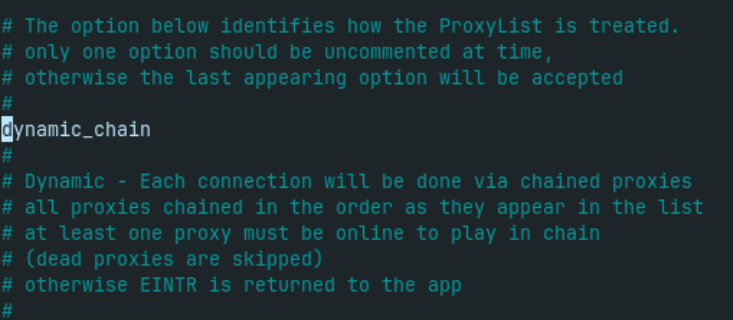 # The option below identifies how the ProxyList is treated.
# only one option should be uncommented at time,
# otherwise the last appearing option will be accepted
#
dynamic_chain
#
# Dynamic - Each connection will be done via chained proxies
# all proxies chained in the order as they appear in the list
# at least one proxy must be online to play in chain
# (dead proxies are skipped)
# otherwise EINTR is returned to the app
#